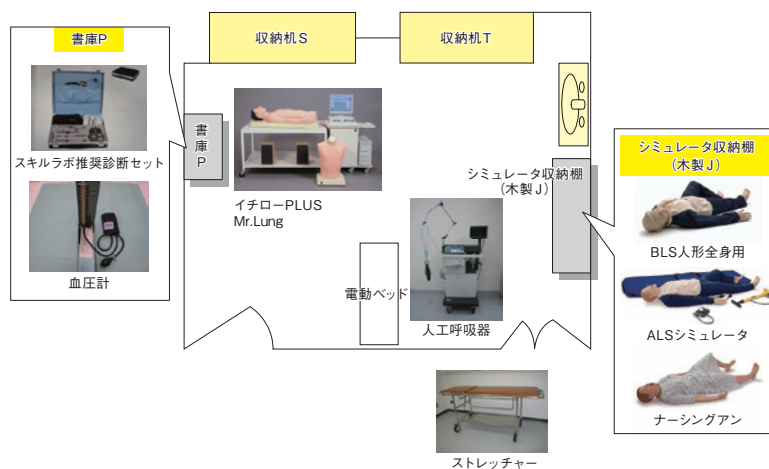 書庫P
スキルラボ推奨診断セット
血圧計
収納机S
収納机T
書
庫
P
イチローPLUS
Mr.Lung
シミュレータ収納棚
（木製J）
電動ベッド
人工呼吸器
ストレッチャー
シミュレータ収納棚
（木製J）
BLS人形全身用
ALSシミュレータ
ナーシングアン